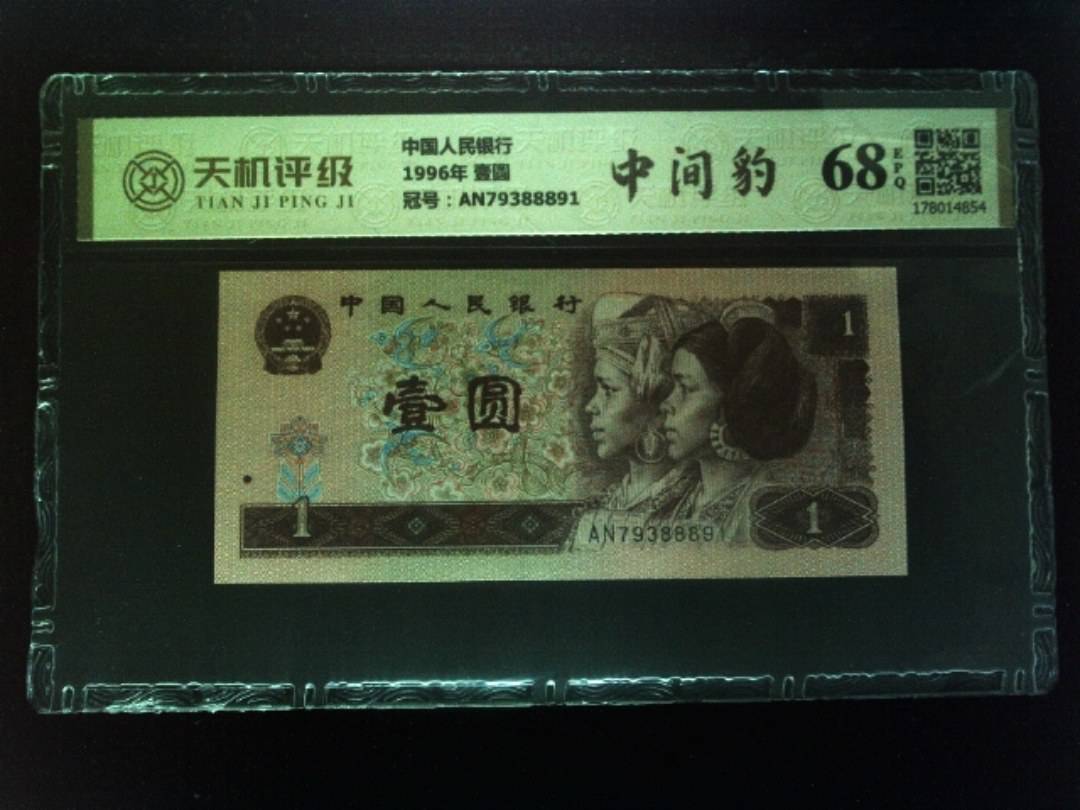 天机评级
TIAN JI PING JI
中国人民银行
1996年 壹圆
冠号：AN79388891
中间豹
68
EPQ
178014854
中国人民银行
1
壹圆
1
AN79388891
1